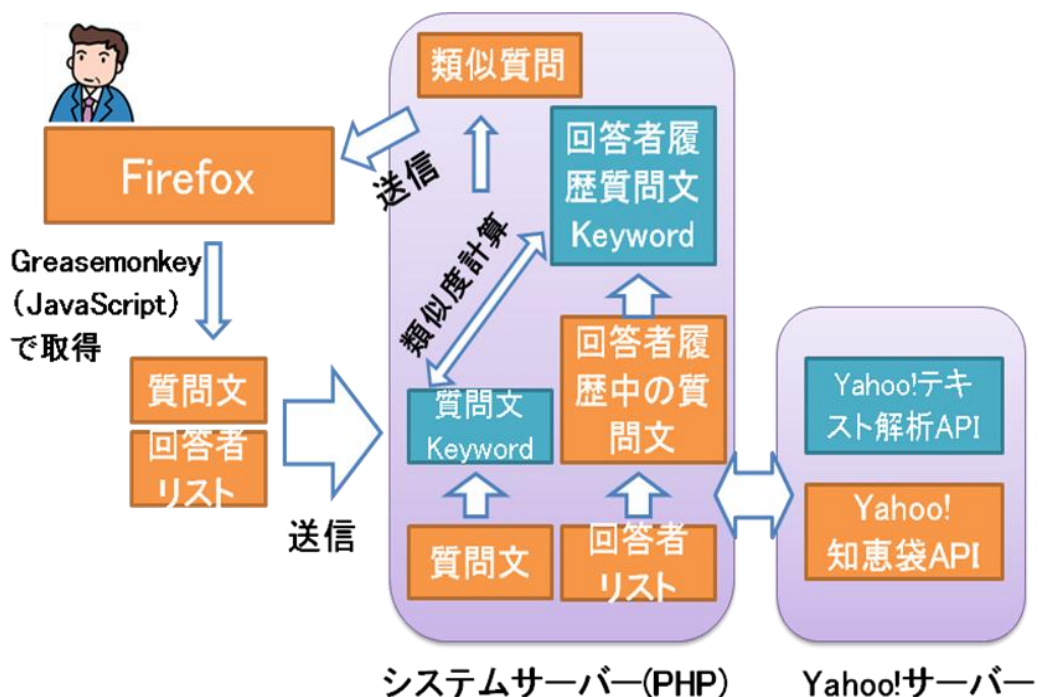 Firefox
Greasemonkey
（JavaScript）
で取得
質問文
回答者
リスト
送信
類似質問
送信
回答者履
歴質問文
Keyword
類似度計算
質問文
Keyword
回答者履
歴中の質
問文
質問文
回答者
リスト
システムサーバー(PHP)
Yahoo!テキ
スト解析API
Yahoo!
知恵袋API
Yahoo!サーバー